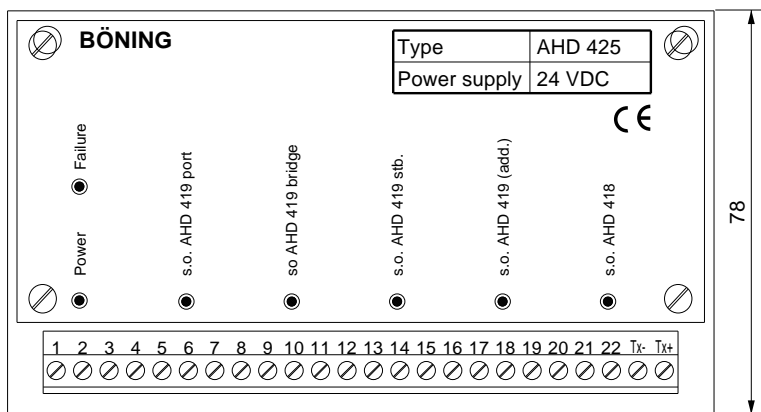 BÖNING
Type AHD 425
Power supply 24 VDC
CE
Failure
Power
s.o. AHD 419 port
so AHD 419 bridge
s.o. AHD 419 stb.
s.o. AHD 419 (add.)
s.o. AHD 418
78
1 2 3 4 5 6 7 8 9 10 11 12 13 14 15 16 17 18 19 20 21 22 Tx- Tx+